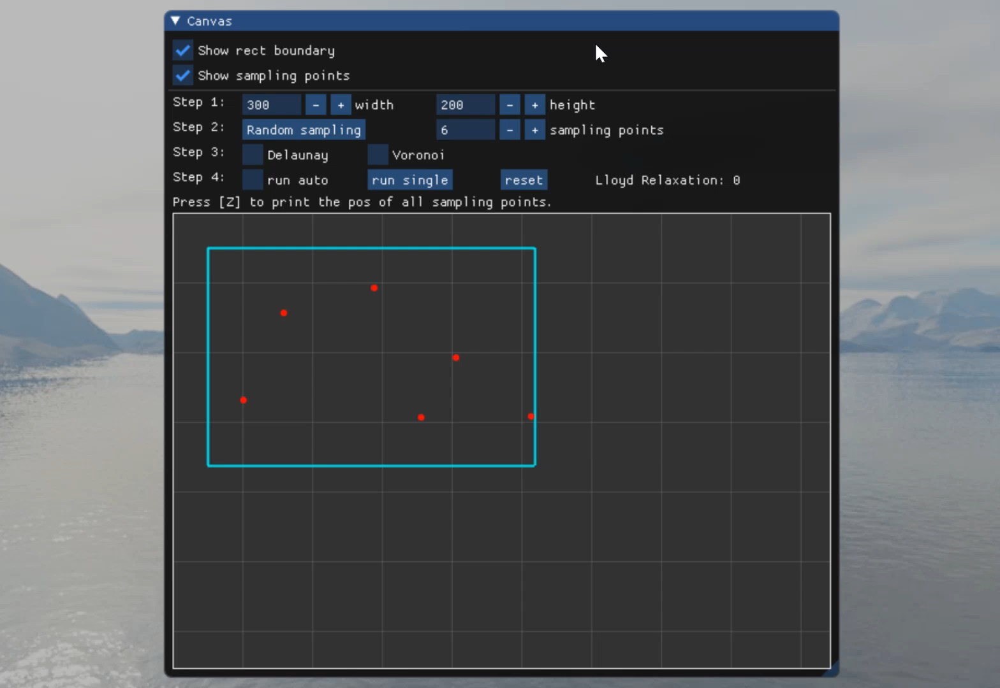 Canvas
Show rect boundary
Show sampling points
Step 1: 300 - + width 200 - + height
Step 2: Random sampling 6 - + sampling points
Step 3: Delaunay Voronoi
Step 4: run auto run single reset Lloyd Relaxation: 0
Press [Z] to print the pos of all sampling points.